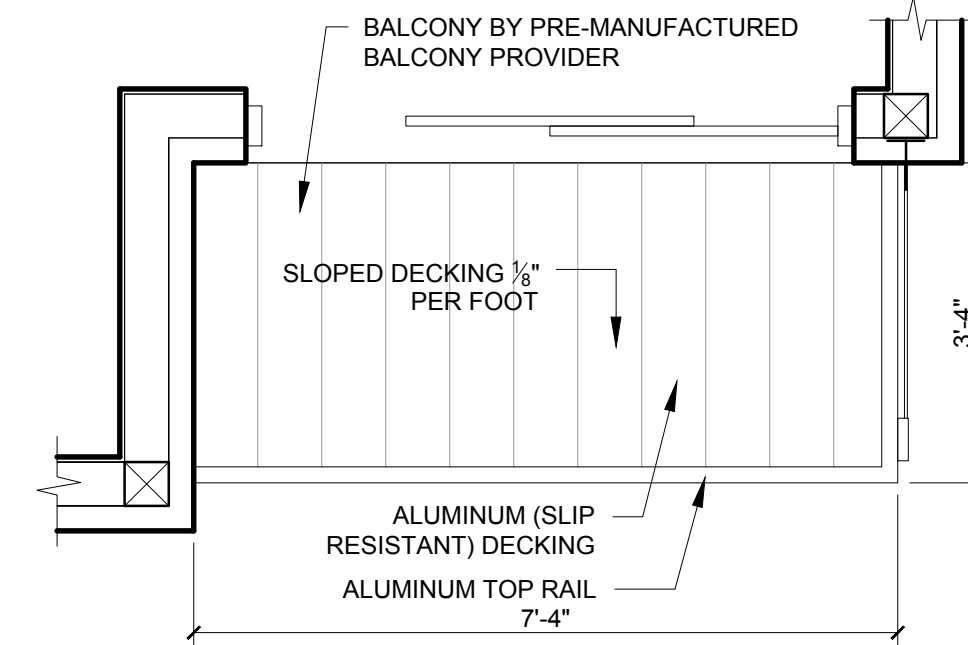 BALCONY BY PRE-MANUFACTURED
BALCONY PROVIDER
SLOPED DECKING 1/8"
PER FOOT
3'-4"
ALUMINUM (SLIP
RESISTANT) DECKING
ALUMINUM TOP RAIL
7'-4"